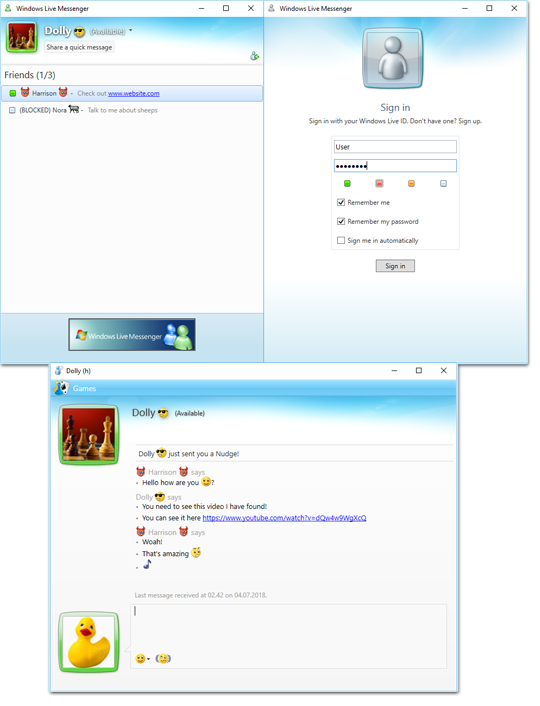 Windows Live Messenger
Dolly (Available)
Share a quick message
Friends (1/3)
Harrison - Check out www.website.com
(BLOCKED) Nora - Talk to me about sheeps
Windows Live Messenger
Windows Live Messenger
Sign in
Sign in with your Windows Live ID. Don't have one? Sign up.
User
●●●●●●●●
Remember me
Remember my password
Sign me in automatically
Sign in
Dolly (h)
Games
Dolly (Available)
Dolly just sent you a Nudge!
Harrison says
• Hello how are you ?
Dolly says
• You need to see this video I have found!
• You can see it here https://www.youtube.com/watch?v=dQw4w9WgXcQ
Harrison says
• Woah!
• That's amazing
•
Last message received at 02.42 on 04.07.2018.